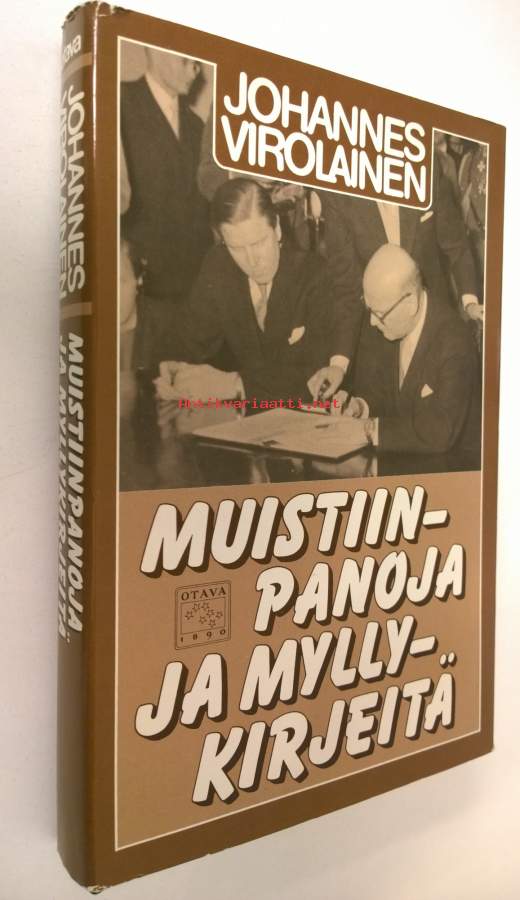 JOHANNES
VIROLAINEN
Antikvariaatti.net
MUISTIIN-
PANOJA
JA MYLLY-
KIRJEITÄ
OTAVA
1890
JOHANNES
VIROLAINEN
MUISTIINPANOJA
JA MYLLYKIRJEITÄ